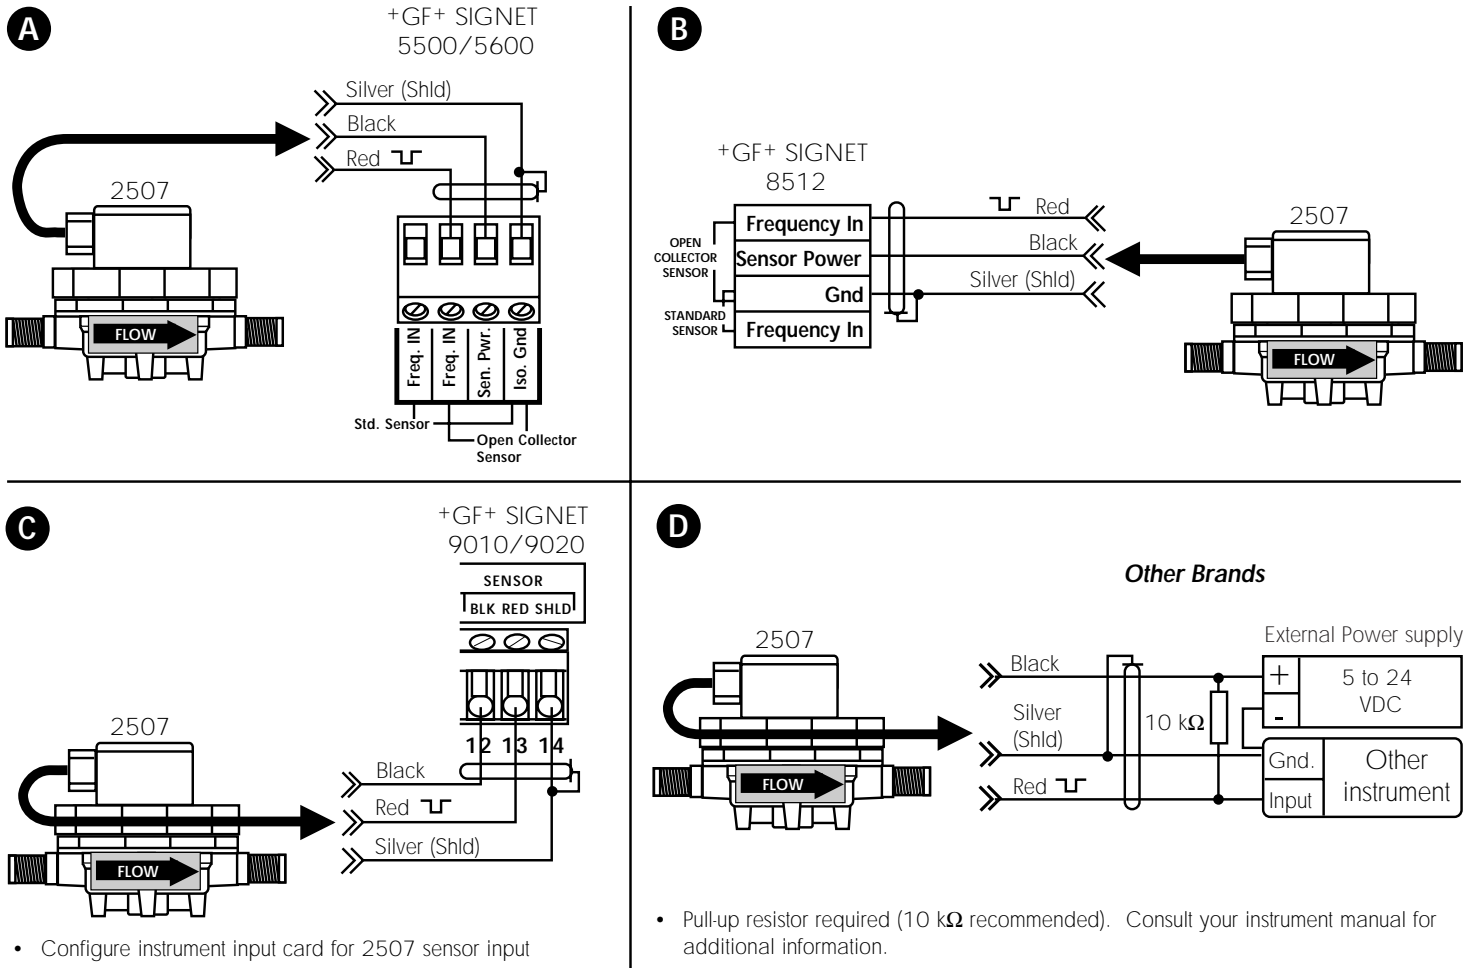 A
+GF+ SIGNET
5500/5600
Silver (Shld)
Black
Red
2507
FLOW
Freq. IN
Freq. IN
Sen. Pwr.
Iso. Gnd
Std. Sensor
Open Collector
Sensor
B
+GF+ SIGNET
8512
Frequency In
Sensor Power
Gnd
Frequency In
OPEN
COLLECTOR
SENSOR
STANDARD
SENSOR
Red
Black
Silver (Shld)
2507
FLOW
C
+GF+ SIGNET
9010/9020
SENSOR
BLK RED SHLD
12 13 14
Black
Red
Silver (Shld)
2507
FLOW
• Configure instrument input card for 2507 sensor input
D
Other Brands
2507
FLOW
Black
Silver
(Shld)
Red
10 kΩ
External Power supply
+
-
5 to 24
VDC
Gnd.
Input
Other
instrument
• Pull-up resistor required (10 kΩ recommended). Consult your instrument manual for
additional information.